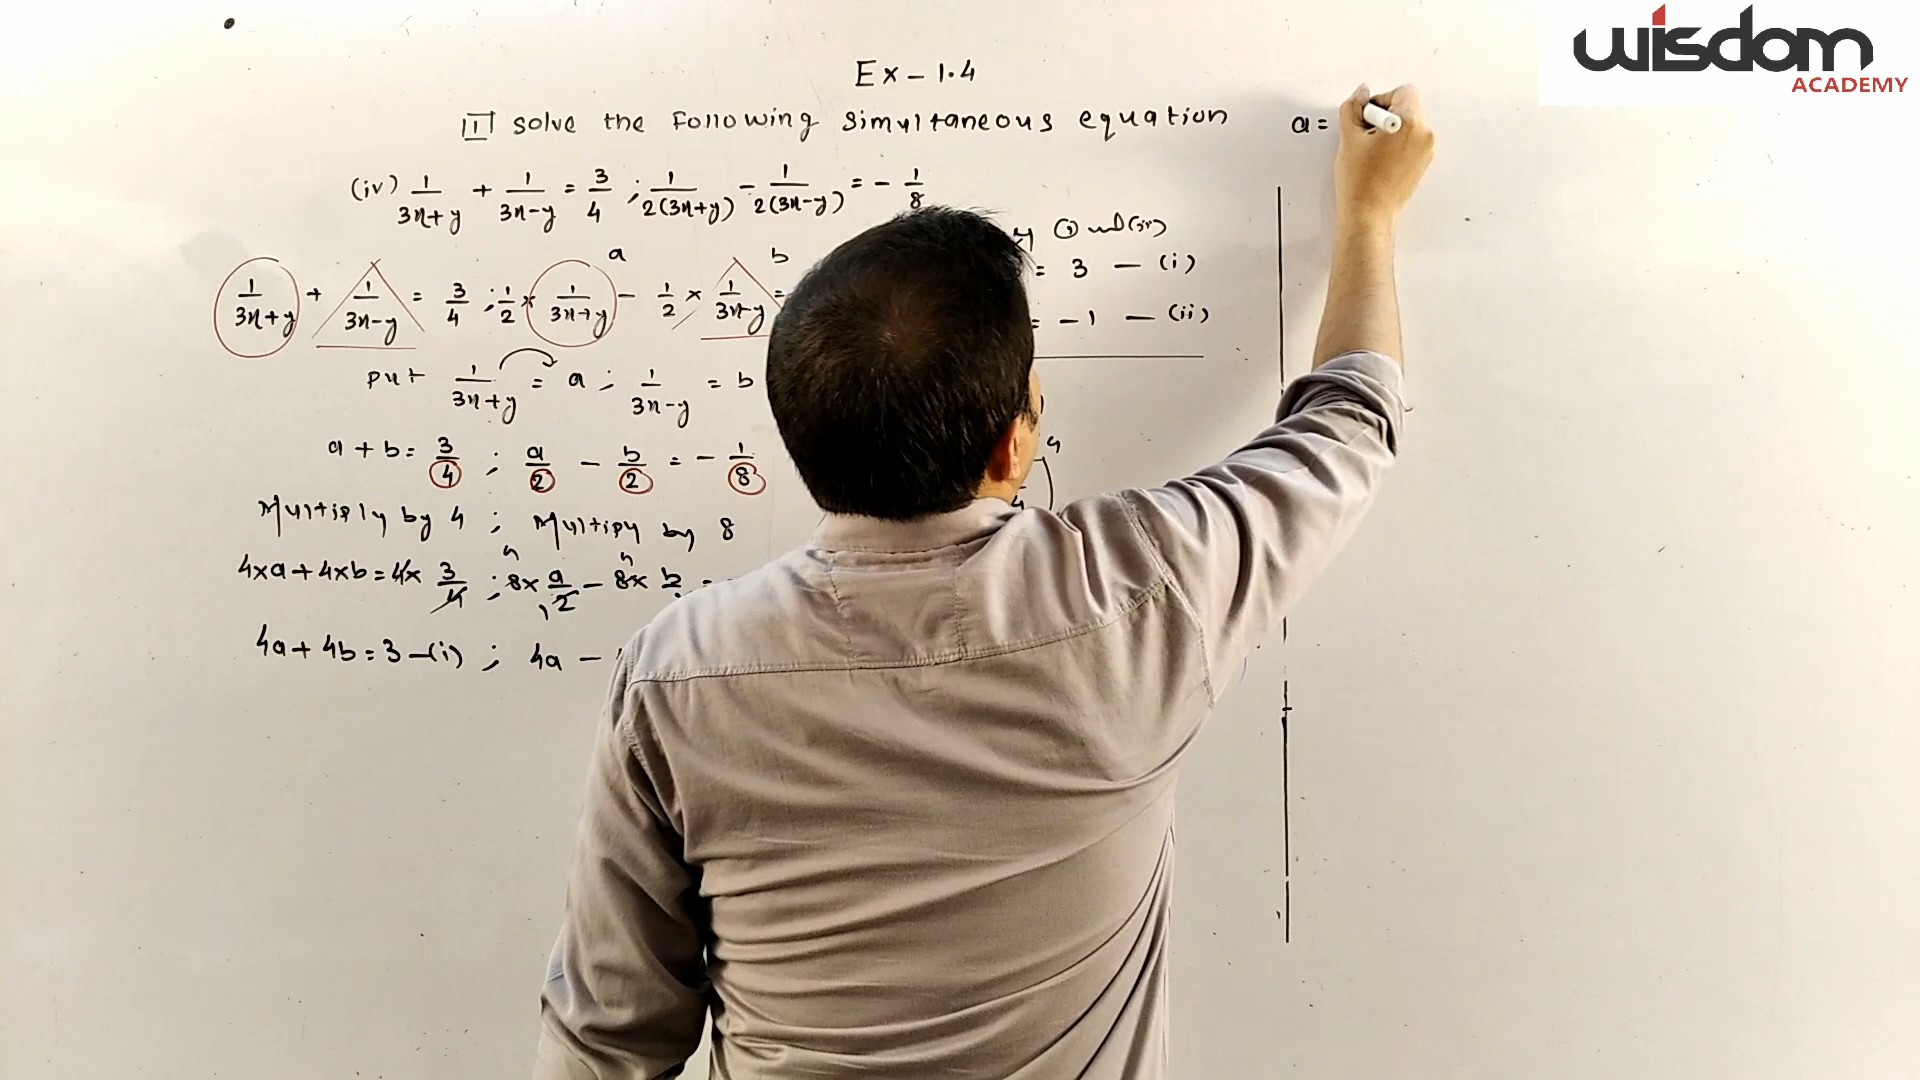 wisdom
ACADEMY
Ex - 1.4
II solve the following simultaneous equation
(iv) 1/(3x+y) + 1/(3x-y) = 3/4 ; 1/2(3x+y) - 1/2(3x-y) = - 1/8
a b
1/(3x+y) + 1/(3x-y) = 3/4 ; 1/2 × 1/(3x+y) - 1/2 × 1/(3x-y) =
put 1/(3x+y) = a ; 1/(3x-y) = b
a + b = 3/4 ; a/2 - b/2 = - 1/8
Multiply by 4 ; Multipy by 8
4×a + 4×b = 4× 3/4 ; 8× a/2 - 8× b/
4a + 4b = 3 -(i) ; 4a -
= 3 - (i)
= -1 - (ii)
a =